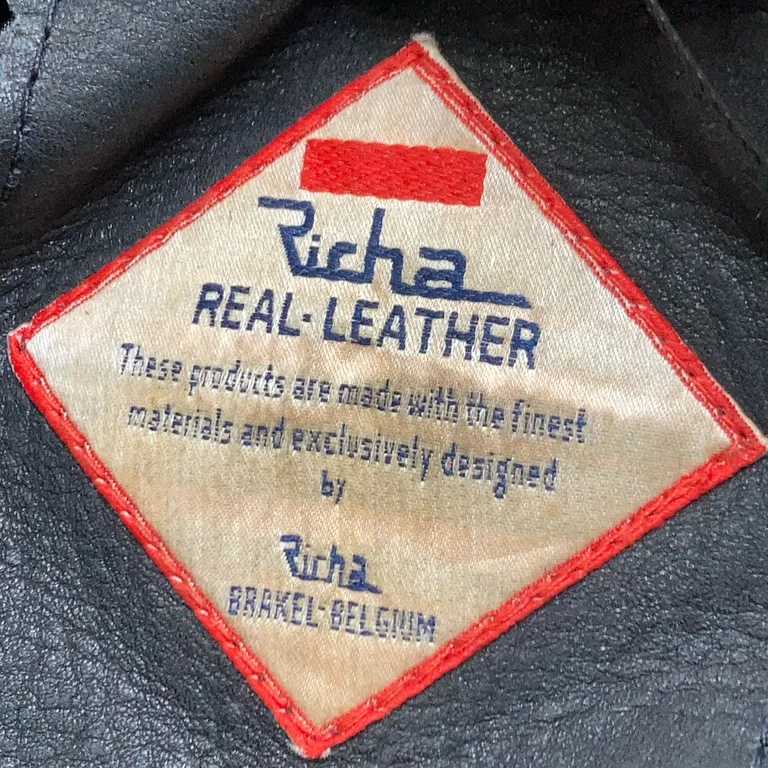 Richa
REAL-LEATHER
These products are made with the finest
materials and exclusively designed
by
Richa
BRAKEL-BELGIUM